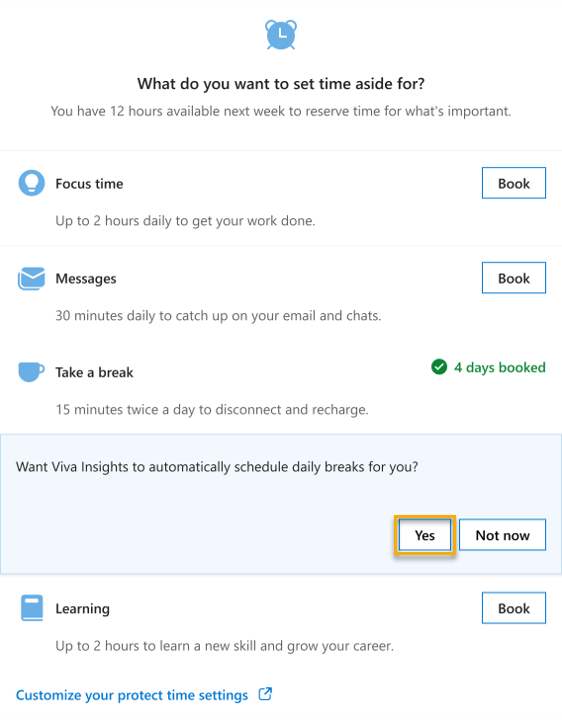 What do you want to set time aside for?
You have 12 hours available next week to reserve time for what's important.
Focus time
Book
Up to 2 hours daily to get your work done.
Messages
Book
30 minutes daily to catch up on your email and chats.
Take a break
4 days booked
15 minutes twice a day to disconnect and recharge.
Want Viva Insights to automatically schedule daily breaks for you?
Yes
Not now
Learning
Book
Up to 2 hours to learn a new skill and grow your career.
Customize your protect time settings